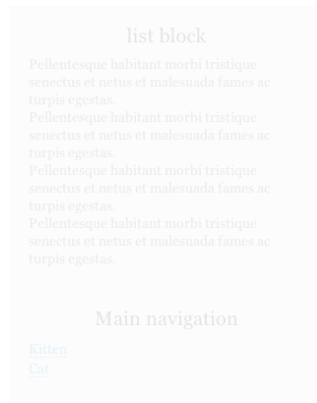 list block
Pellentesque habitant morbi tristique
senectus et netus et malesuada fames ac
turpis egestas.
Pellentesque habitant morbi tristique
senectus et netus et malesuada fames ac
turpis egestas.
Pellentesque habitant morbi tristique
senectus et netus et malesuada fames ac
turpis egestas.
Pellentesque habitant morbi tristique
senectus et netus et malesuada fames ac
turpis egestas.
Main navigation
Kitten
Cat